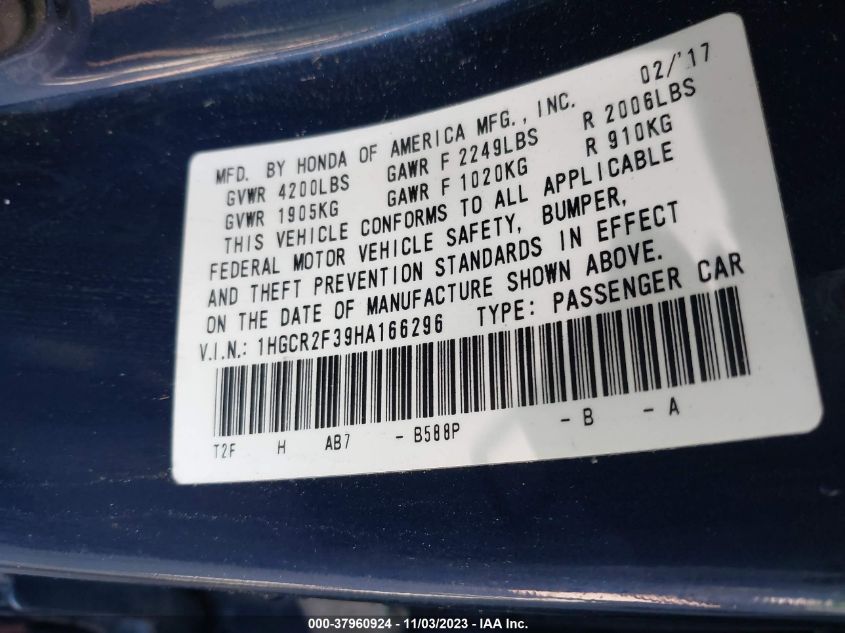 MFD. BY HONDA OF AMERICA MFG., INC. 02/'17
GVWR 4200LBS GAWR F 2249LBS R 2006LBS
GVWR 1905KG GAWR F 1020KG R 910KG
THIS VEHICLE CONFORMS TO ALL APPLICABLE
FEDERAL MOTOR VEHICLE SAFETY, BUMPER,
AND THEFT PREVENTION STANDARDS IN EFFECT
ON THE DATE OF MANUFACTURE SHOWN ABOVE.
V.I.N.: 1HGCR2F39HA166296 TYPE: PASSENGER CAR
T2F H AB7 - B588P - B - A
000-37960924 - 11/03/2023 - IAA Inc.